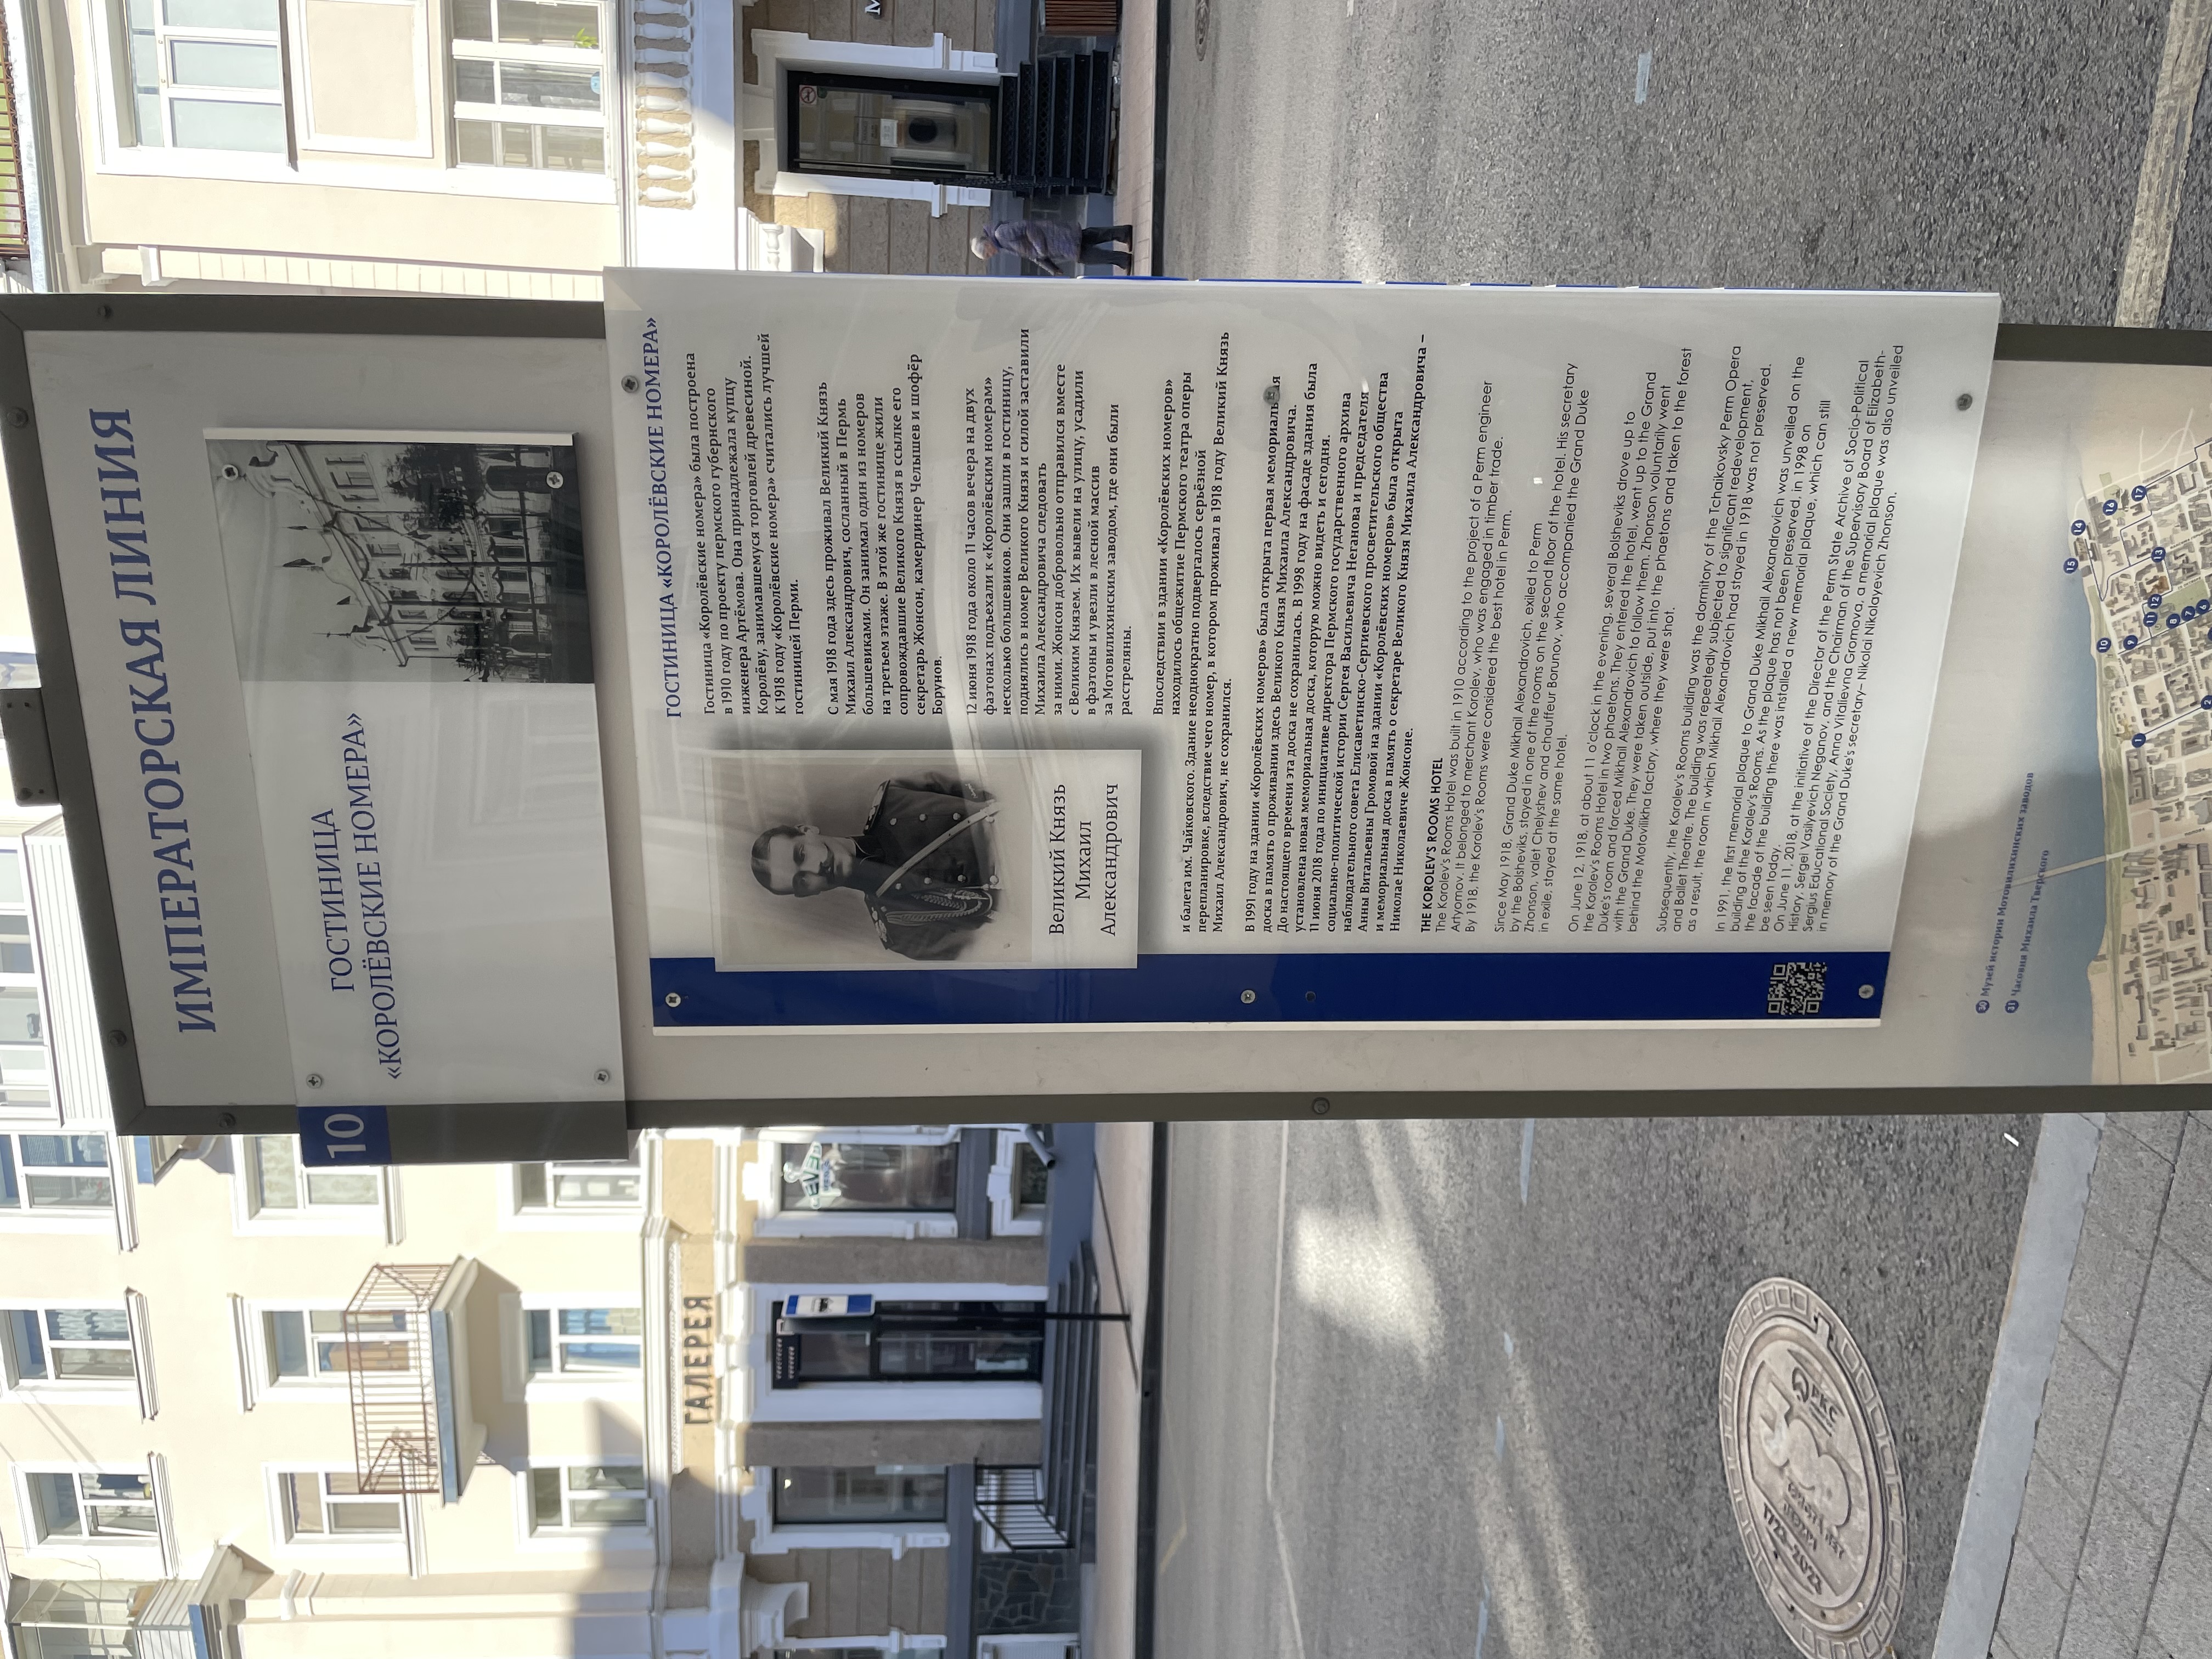 ИМПЕРАТОРСКАЯ ЛИНИЯ
10
ГОСТИНИЦА
«КОРОЛЁВСКИЕ НОМЕРА»
ГОСТИНИЦА «КОРОЛЁВСКИЕ НОМЕРА»
Гостиница «Королёвские номера» была построена
в 1910 году по проекту пермского губернского
инженера Артёмова. Она принадлежала купцу
Королёву, занимавшемуся торговлей древесиной.
К 1918 году «Королёвские номера» считались лучшей
гостиницей Перми.
С мая 1918 года здесь проживал Великий Князь
Михаил Александрович, сосланный в Пермь
большевиками. Он занимал один из номеров
на третьем этаже. В этой же гостинице жили
сопровождавшие Великого Князя в ссылке его
секретарь Жонсон, камердинер Челышев и шофёр
Борунов.
12 июня 1918 года около 11 часов вечера на двух
фаэтонах подъехали к «Королёвским номерам»
несколько большевиков. Они зашли в гостиницу,
поднялись в номер Великого Князя и силой заставили
Михаила Александровича следовать
за ними. Жонсон добровольно отправился вместе
с Великим Князем. Их вывели на улицу, усадили
в фаэтоны и увезли в лесной массив
за Мотовилихинским заводом, где они были
расстреляны.
Великий Князь
Михаил
Александрович
Впоследствии в здании «Королёвских номеров»
находилось общежитие Пермского театра оперы
и балета им. Чайковского. Здание неоднократно подвергалось серьёзной
перепланировке, вследствие чего номер, в котором проживал в 1918 году Великий Князь
Михаил Александрович, не сохранился.
В 1991 году на здании «Королёвских номеров» была открыта первая мемориальная
доска в память о проживании здесь Великого Князя Михаила Александровича.
До настоящего времени эта доска не сохранилась. В 1998 году на фасаде здания была
установлена новая мемориальная доска, которую можно видеть и сегодня.
11 июня 2018 года по инициативе директора Пермского государственного архива
социально-политической истории Сергея Васильевича Неганова и председателя
наблюдательного совета Елисаветинско-Сергиевского просветительского общества
Анны Витальевны Громовой на здании «Королёвских номеров» была открыта
и мемориальная доска в память о секретаре Великого Князя Михаила Александровича –
Николае Николаевиче Жонсоне.
THE KOROLEV'S ROOMS HOTEL
The Korolev's Rooms Hotel was built in 1910 according to the project of a Perm engineer
Artyomov. It belonged to merchant Korolev, who was engaged in timber trade.
By 1918, the Korolev's Rooms were considered the best hotel in Perm.
Since May 1918, Grand Duke Mikhail Alexandrovich, exiled to Perm
by the Bolsheviks, stayed in one of the rooms on the second floor of the hotel. His secretary
Zhonson, valet Chelyshev and chauffeur Borunov, who accompanied the Grand Duke
in exile, stayed at the same hotel.
On June 12, 1918, at about 11 o'clock in the evening, several Bolsheviks drove up to
the Korolev's Rooms Hotel in two phaetons. They entered the hotel, went up to the Grand
Duke's room and forced Mikhail Alexandrovich to follow them. Zhonson voluntarily went
with the Grand Duke. They were taken outside, put into the phaetons and taken to the forest
behind the Motovilikha factory, where they were shot.
Subsequently, the Korolev's Rooms building was the dormitory of the Tchaikovsky Perm Opera
and Ballet Theatre. The building was repeatedly subjected to significant redevelopment,
as a result, the room in which Mikhail Alexandrovich had stayed in 1918 was not preserved.
In 1991, the first memorial plaque to Grand Duke Mikhail Alexandrovich was unveiled on the
building of the Korolev's Rooms. As the plaque has not been preserved, in 1998 on
the facade of the building there was installed a new memorial plaque, which can still
be seen today.
On June 11, 2018, at the initiative of the Director of the Perm State Archive of Socio-Political
History, Sergei Vasilyevich Neganov, and the Chairman of the Supervisory Board of Elizabeth-
Sergius Educational Society, Anna Vitalievna Gromova, a memorial plaque was also unveiled
in memory of the Grand Duke's secretary– Nikolai Nikolayevich Zhonson.
30 Музей истории Мотовилихинских заводов
31 Часовня Михаила Тверского
15
14
16
17
13
12
11
10
9
8
7
6
2
1
ГАЛЕРЕЯ
РКС
1723-2023